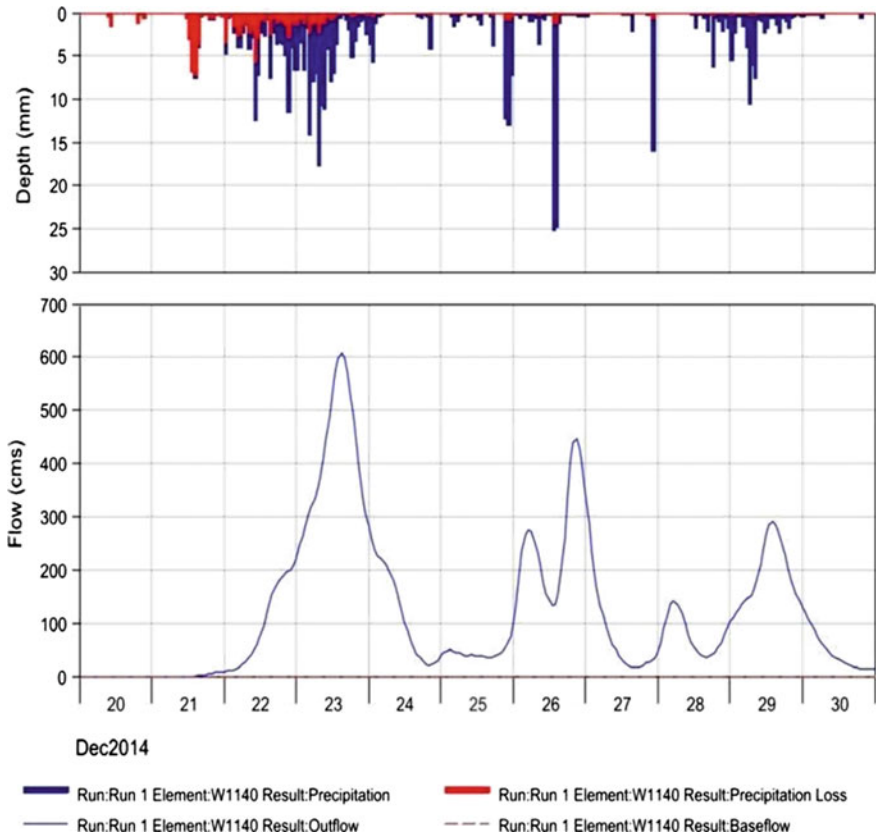 0
5
10
15
20
25
30
Depth (mm)
700
600
500
400
300
200
100
0
Flow (cms)
20 21 22 23 24 25 26 27 28 29 30
Dec2014
Run:Run 1 Element:W1140 Result:Precipitation Run:Run 1 Element:W1140 Result:Precipitation Loss
Run:Run 1 Element:W1140 Result:Outflow Run:Run 1 Element:W1140 Result:Baseflow